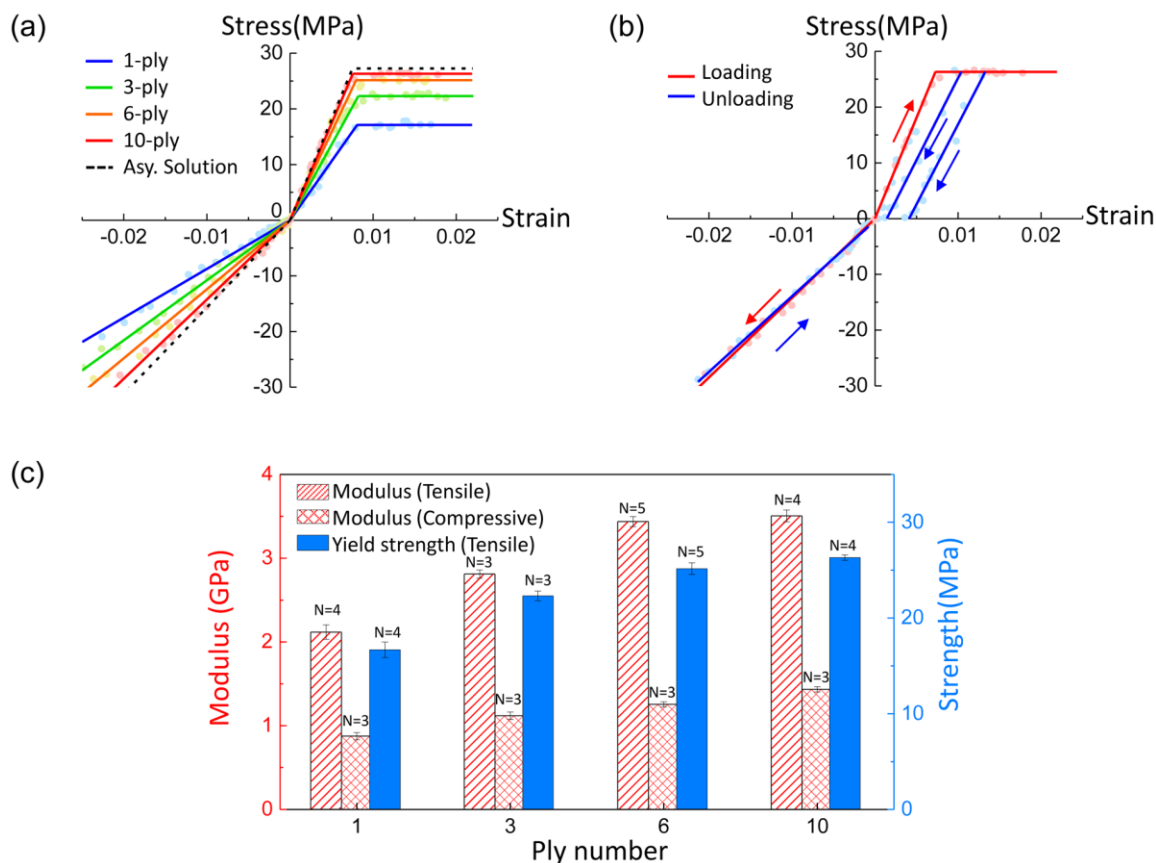 (a)
Stress(MPa)
30
1-ply
3-ply
6-ply
10-ply
Asy. Solution
20
10
0
Strain
-0.02
-0.01
0.01
0.02
-10
-20
-30
(b)
Stress(MPa)
30
Loading
Unloading
20
10
0
Strain
-0.02
-0.01
0.01
0.02
-10
-20
-30
(c)
Modulus (GPa)
4
3
2
1
0
Modulus (Tensile)
Modulus (Compressive)
Yield strength (Tensile)
N=4
N=3
N=4
N=3
N=3
N=3
N=5
N=3
N=5
N=4
N=3
N=4
30
20
10
0
Strength(MPa)
1
3
6
10
Ply number